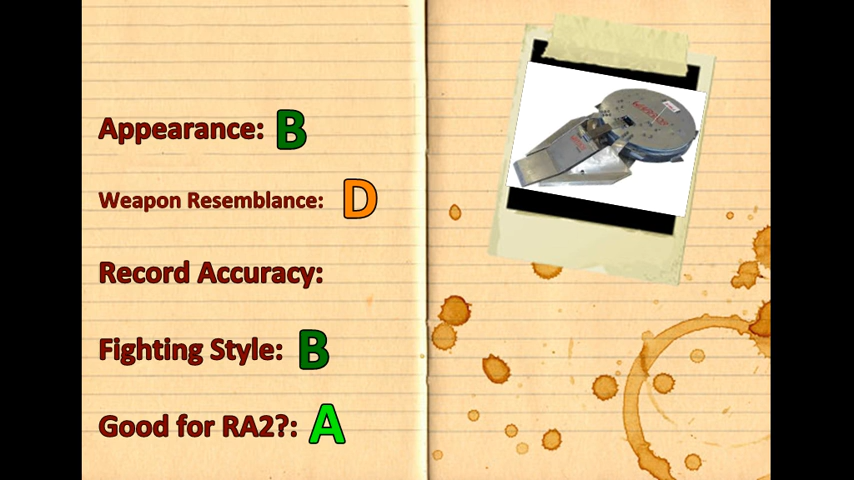 Appearance: B
Weapon Resemblance: D
Record Accuracy:
Fighting Style: B
Good for RA2?: A